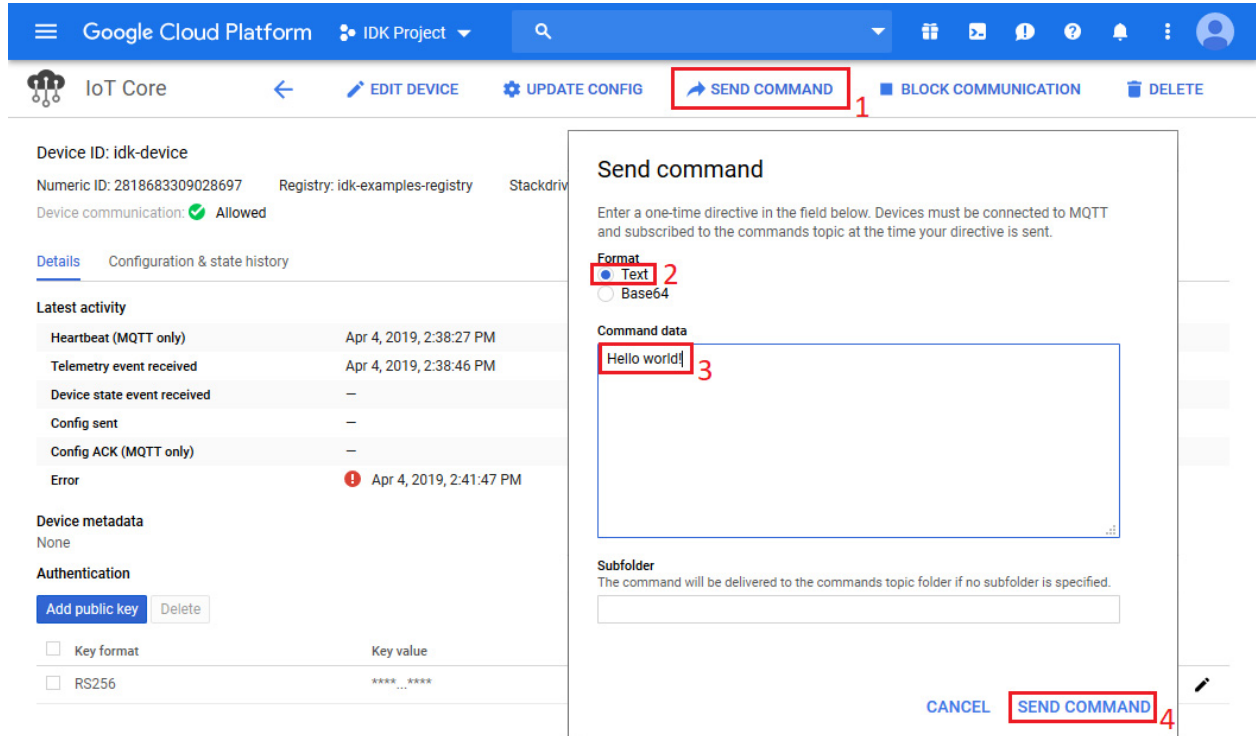 Google Cloud Platform IDK Project
IoT Core EDIT DEVICE UPDATE CONFIG SEND COMMAND BLOCK COMMUNICATION DELETE
1
Device ID: idk-device
Numeric ID: 2818683309028697 Registry: idk-examples-registry Stackdriv
Device communication: Allowed
Details Configuration & state history
Latest activity
Heartbeat (MQTT only) Apr 4, 2019, 2:38:27 PM
Telemetry event received Apr 4, 2019, 2:38:46 PM
Device state event received –
Config sent –
Config ACK (MQTT only) –
Error Apr 4, 2019, 2:41:47 PM
Device metadata
None
Authentication
Add public key Delete
Key format Key value
RS256 ****...****
Send command
Enter a one-time directive in the field below. Devices must be connected to MQTT
and subscribed to the commands topic at the time your directive is sent.
Format
Text 2
Base64
Command data
Hello world! 3
Subfolder
The command will be delivered to the commands topic folder if no subfolder is specified.
CANCEL SEND COMMAND 4